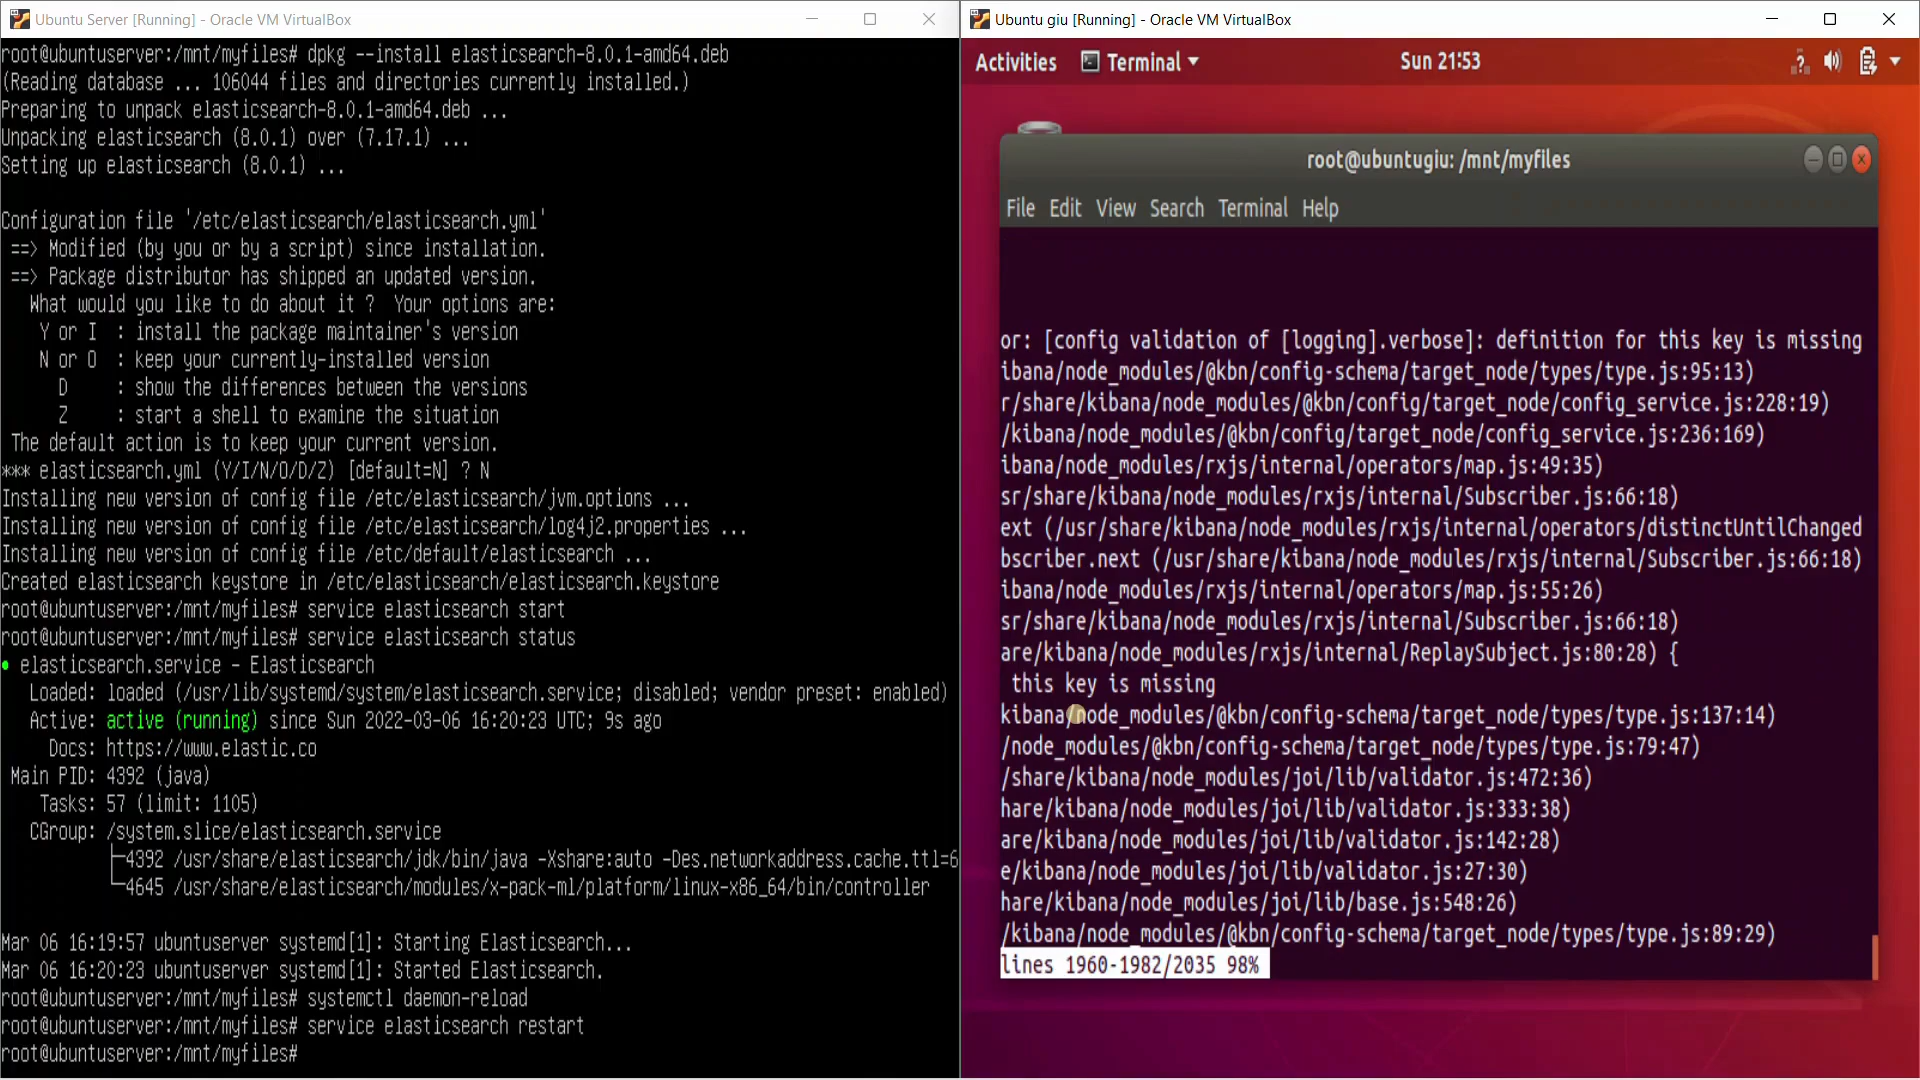 Ubuntu Server [Running] - Oracle VM VirtualBox
root@ubuntuserver:/mnt/myfiles# dpkg --install elasticsearch-8.0.1-amd64.deb
(Reading database ... 106044 files and directories currently installed.)
Preparing to unpack elasticsearch-8.0.1-amd64.deb ...
Unpacking elasticsearch (8.0.1) over (7.17.1) ...
Setting up elasticsearch (8.0.1) ...
Configuration file '/etc/elasticsearch/elasticsearch.yml'
==> Modified (by you or by a script) since installation.
==> Package distributor has shipped an updated version.
What would you like to do about it ?  Your options are:
Y or I  : install the package maintainer's version
N or O  : keep your currently-installed version
D     : show the differences between the versions
Z     : start a shell to examine the situation
The default action is to keep your current version.
*** elasticsearch.yml (Y/I/N/O/D/Z) [default=N] ? N
Installing new version of config file /etc/elasticsearch/jvm.options ...
Installing new version of config file /etc/elasticsearch/log4j2.properties ...
Installing new version of config file /etc/default/elasticsearch ...
Created elasticsearch keystore in /etc/elasticsearch/elasticsearch.keystore
root@ubuntuserver:/mnt/myfiles# service elasticsearch start
root@ubuntuserver:/mnt/myfiles# service elasticsearch status
● elasticsearch.service - Elasticsearch
Loaded: loaded (/usr/lib/systemd/system/elasticsearch.service; disabled; vendor preset: enabled)
Active: active (running) since Sun 2022-03-06 16:20:23 UTC; 9s ago
Docs: https://www.elastic.co
Main PID: 4392 (java)
Tasks: 57 (limit: 1105)
CGroup: /system.slice/elasticsearch.service
├─4392 /usr/share/elasticsearch/jdk/bin/java -Xshare:auto -Des.networkaddress.cache.ttl=6
└─4645 /usr/share/elasticsearch/modules/x-pack-ml/platform/linux-x86_64/bin/controller
Mar 06 16:19:57 ubuntuserver systemd[1]: Starting Elasticsearch...
Mar 06 16:20:23 ubuntuserver systemd[1]: Started Elasticsearch.
root@ubuntuserver:/mnt/myfiles# systemctl daemon-reload
root@ubuntuserver:/mnt/myfiles# service elasticsearch restart
root@ubuntuserver:/mnt/myfiles#
Ubuntu giu [Running] - Oracle VM VirtualBox
Activities Terminal Sun 21:53
root@ubuntugiu: /mnt/myfiles
File Edit View Search Terminal Help
or: [config validation of [logging].verbose]: definition for this key is missing
ibana/node_modules/@kbn/config-schema/target_node/types/type.js:95:13)
r/share/kibana/node_modules/@kbn/config/target_node/config_service.js:228:19)
/kibana/node_modules/@kbn/config/target_node/config_service.js:236:169)
ibana/node_modules/rxjs/internal/operators/map.js:49:35)
sr/share/kibana/node_modules/rxjs/internal/Subscriber.js:66:18)
ext (/usr/share/kibana/node_modules/rxjs/internal/operators/distinctUntilChanged
bscriber.next (/usr/share/kibana/node_modules/rxjs/internal/Subscriber.js:66:18)
ibana/node_modules/rxjs/internal/operators/map.js:55:26)
sr/share/kibana/node_modules/rxjs/internal/Subscriber.js:66:18)
are/kibana/node_modules/rxjs/internal/ReplaySubject.js:80:28) {
this key is missing
kibana/node_modules/@kbn/config-schema/target_node/types/type.js:137:14)
/node_modules/@kbn/config-schema/target_node/types/type.js:79:47)
/share/kibana/node_modules/joi/lib/validator.js:472:36)
hare/kibana/node_modules/joi/lib/validator.js:333:38)
are/kibana/node_modules/joi/lib/validator.js:142:28)
e/kibana/node_modules/joi/lib/validator.js:27:30)
hare/kibana/node_modules/joi/lib/base.js:548:26)
/kibana/node_modules/@kbn/config-schema/target_node/types/type.js:89:29)
lines 1960-1982/2035 98%